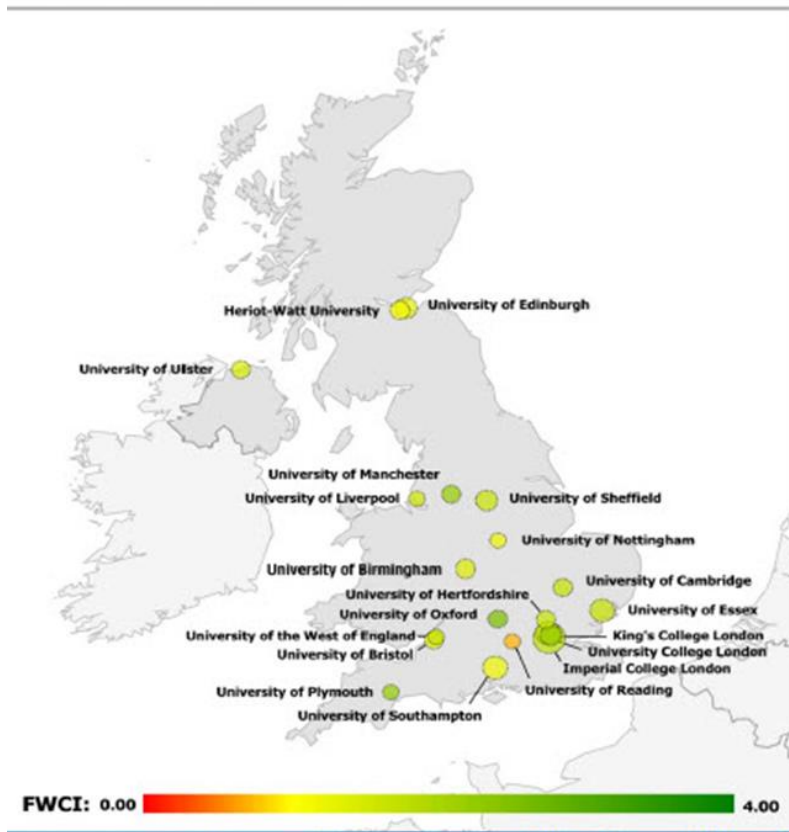 Heriot-Watt University
University of Edinburgh
University of Ulster
University of Manchester
University of Liverpool
University of Sheffield
University of Nottingham
University of Birmingham
University of Cambridge
University of Hertfordshire
University of Essex
University of Oxford
King's College London
University of the West of England
University College London
University of Bristol
Imperial College London
University of Plymouth
University of Reading
University of Southampton
FWCI: 0.00 4.00